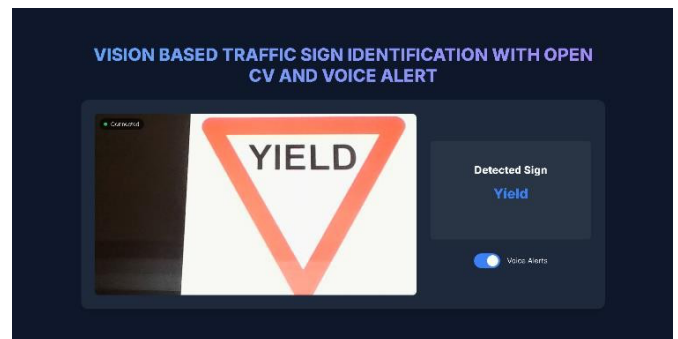 VISION BASED TRAFFIC SIGN IDENTIFICATION WITH OPEN
CV AND VOICE ALERT
Connected
YIELD
Detected Sign
Yield
Voice Alerts